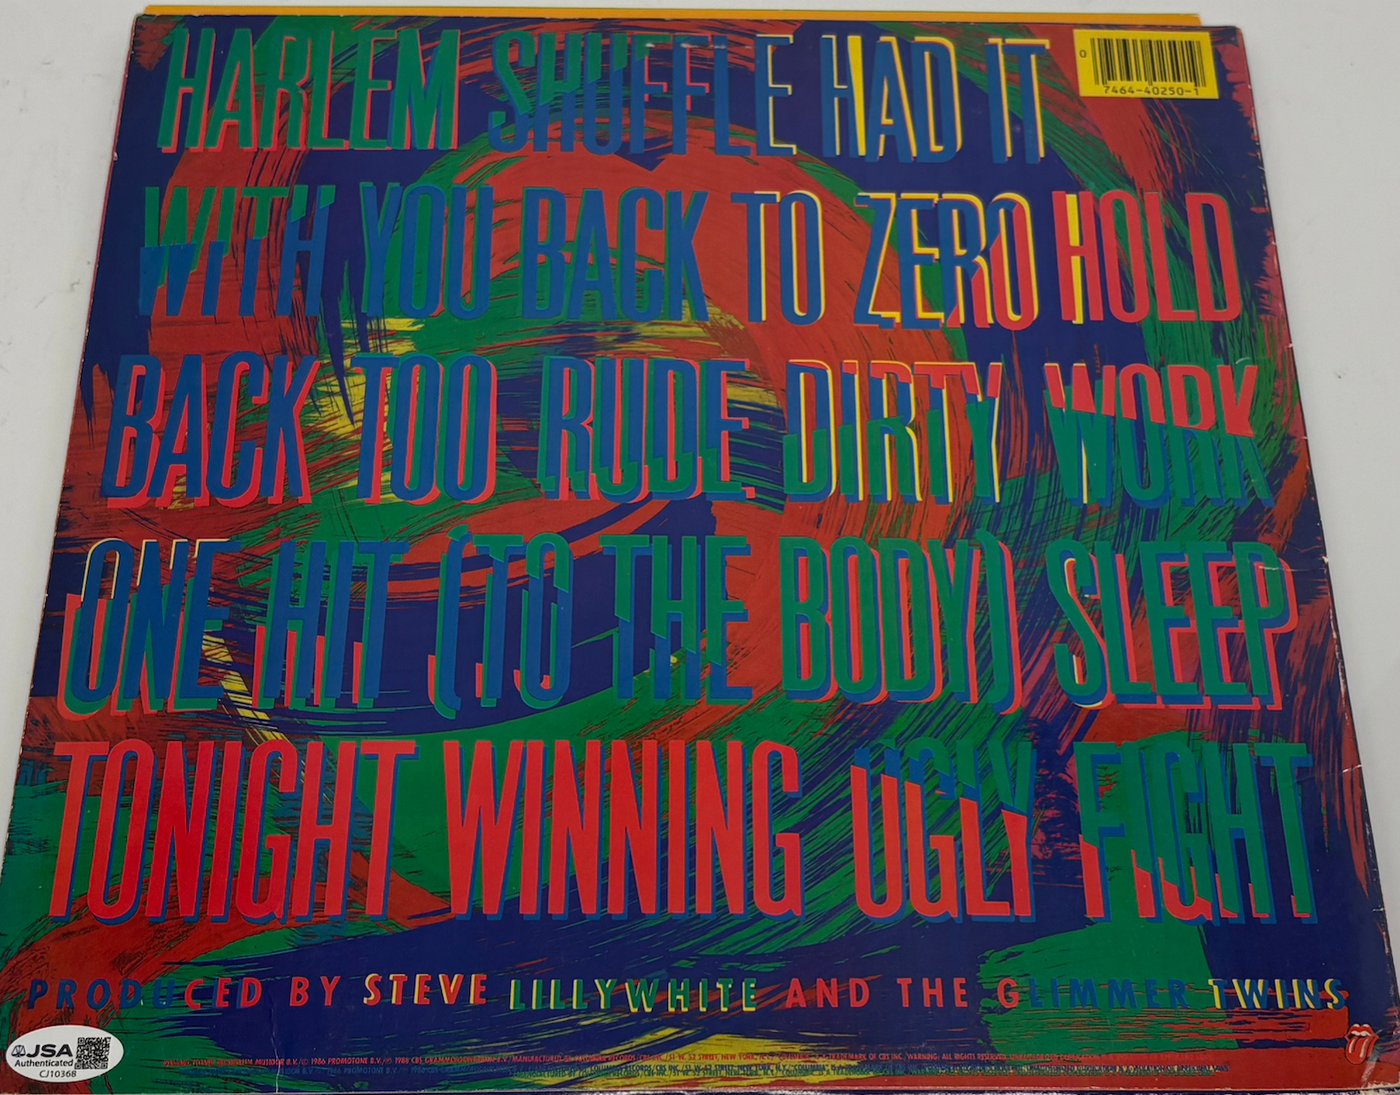 HARLEM SHUFFLE HAD IT
0
7464-40250-1
WITH YOU BACK TO ZERO HOLD
BACK TOO RUDE DIRTY WORK
ONE HIT (TO THE BODY) SLEEP
TONIGHT WINNING UGLY FIGHT
PRODUCED BY STEVE LILLYWHITE AND THE GLIMMER TWINS
JSA
Authenticated
CJ10368